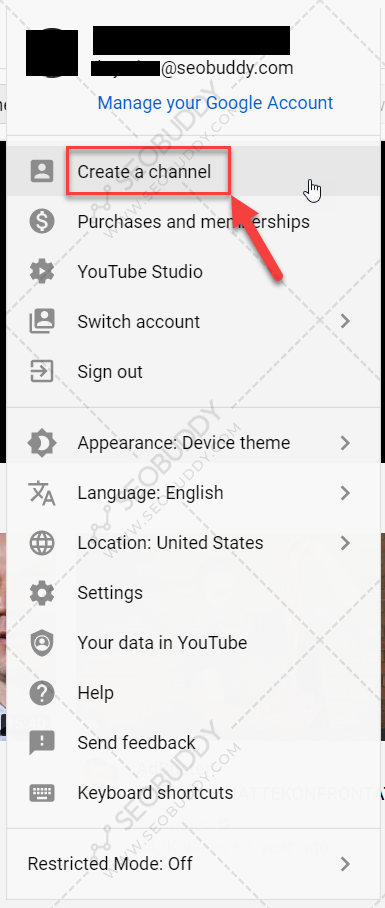 @seobuddy.com
Manage your Google Account
Create a channel
Purchases and memberships
YouTube Studio
Switch account
Sign out
Appearance: Device theme
Language: English
Location: United States
Settings
Your data in YouTube
Help
Send feedback
Keyboard shortcuts
ATTEKONFRONTA
Restricted Mode: Off
SEOBUDDY
WWW.SEOBUDDY.COM
SEOBUDDY
WWW.SEOBUDDY.COM
SEOBUDDY
WWW.SEOBUDDY.COM